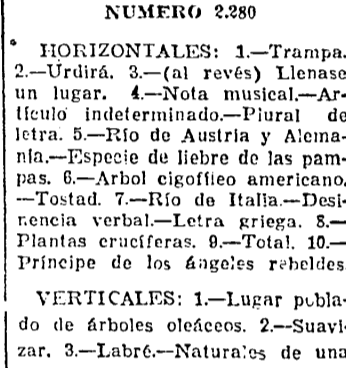 NUMERO 2.280
HORIZONTALES: 1.—Trampa.
2.—Urdirá. 3.—(al revés) Llenase
un lugar. 4.—Nota musical.—Ar-
tículo indeterminado.—Plural de
letra. 5.—Río de Austria y Alema-
nia.—Especie de liebre de las pam-
pas. 6.—Arbol cigofileo americano.
—Tostad. 7.—Río de Italia.—Desi-
nencia verbal.—Letra griega. 8.—
Plantas crucíferas. 9.—Total. 10.—
Príncipe de los ángeles rebeldes
VERTICALES: 1.—Lugar pobla-
do de árboles oleáceos. 2.—Suavi-
zar. 3.—Labré.—Naturales de una